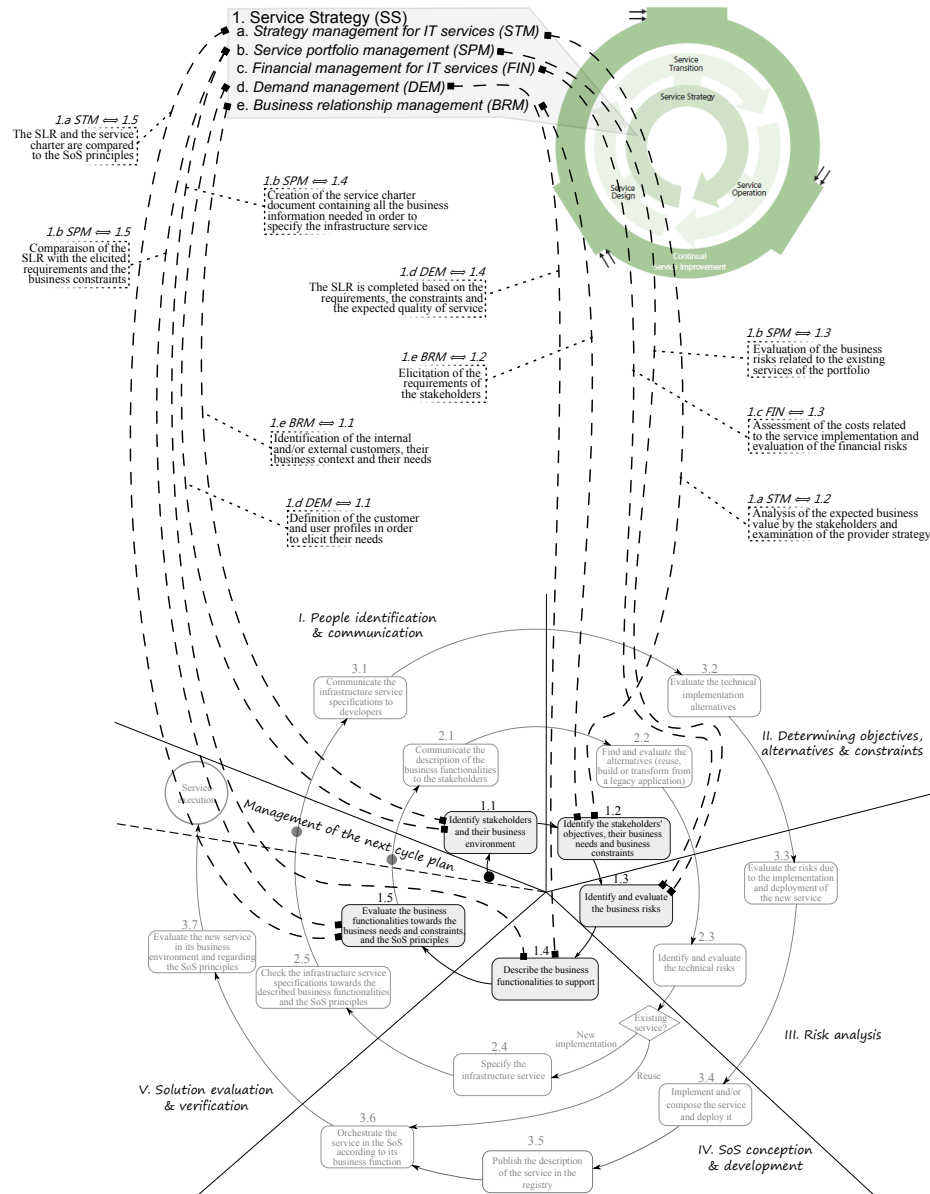 1. Service Strategy (SS)
a. Strategy management for IT services (STM)
b. Service portfolio management (SPM)
c. Financial management for IT services (FIN)
d. Demand management (DEM)
e. Business relationship management (BRM)
Service
Transition
Service Strategy
Service
Design
Service
Operation
Continual
Service Improvement
1.a STM ⟺ 1.5
The SLR and the service
charter are compared
to the SoS principles
1.b SPM ⟺ 1.4
Creation of the service charter
document containing all the business
information needed in order to
specify the infrastructure service
1.b SPM ⟺ 1.5
Comparaison of the
SLR with the elicited
requirements and the
business constraints
1.d DEM ⟺ 1.4
The SLR is completed based on the
requirements, the constraints and
the expected quality of service
1.e BRM ⟺ 1.2
Elicitation of the
requirements of
the stakeholders
1.b SPM ⟺ 1.3
Evaluation of the business
risks related to the existing
services of the portfolio
1.c FIN ⟺ 1.3
Assessment of the costs related
to the service implementation and
evaluation of the financial risks
1.e BRM ⟺ 1.1
Identification of the internal
and/or external customers, their
business context and their needs
1.d DEM ⟺ 1.1
Definition of the customer
and user profiles in order
to elicit their needs
1.a STM ⟺ 1.2
Analysis of the expected business
value by the stakeholders and
examination of the provider strategy
I. People identification
& communication
3.1
Communicate the
infrastructure service
specifications to
developers
3.2
Evaluate the technical
implementation
alternatives
2.1
Communicate the
description of the
business functionalities
to the stakeholders
2.2
Find and evaluate the
alternatives (reuse,
build or transform from
a legacy application)
II. Determining objectives,
alternatives & constraints
Service
execution
Management of the next cycle plan
1.1
Identify stakeholders
and their business
environment
1.2
Identify the stakeholders'
objectives, their business
needs and business
constraints
1.3
Identify and evaluate
the business risks
3.3
Evaluate the risks due
to the implementation
and deployment of
the new service
1.5
Evaluate the business
functionalities towards the
business needs and constraints,
and the SoS principles
1.4
Describe the business
functionalities to support
3.7
Evaluate the new service
in its business
environment and regarding
the SoS principles
2.5
Check the infrastructure service
specifications towards the
described business functionalities
and the SoS principles
2.3
Identify and evaluate
the technical risks
Existing
service?
New
implementation
Reuse
2.4
Specify the
infrastructure service
III. Risk analysis
V. Solution evaluation
& verification
3.4
Implement and/or
compose the service
and deploy it
3.6
Orchestrate the
service in the SoS
according to its
business function
3.5
Publish the description
of the service in the
registry
IV. SoS conception
& development